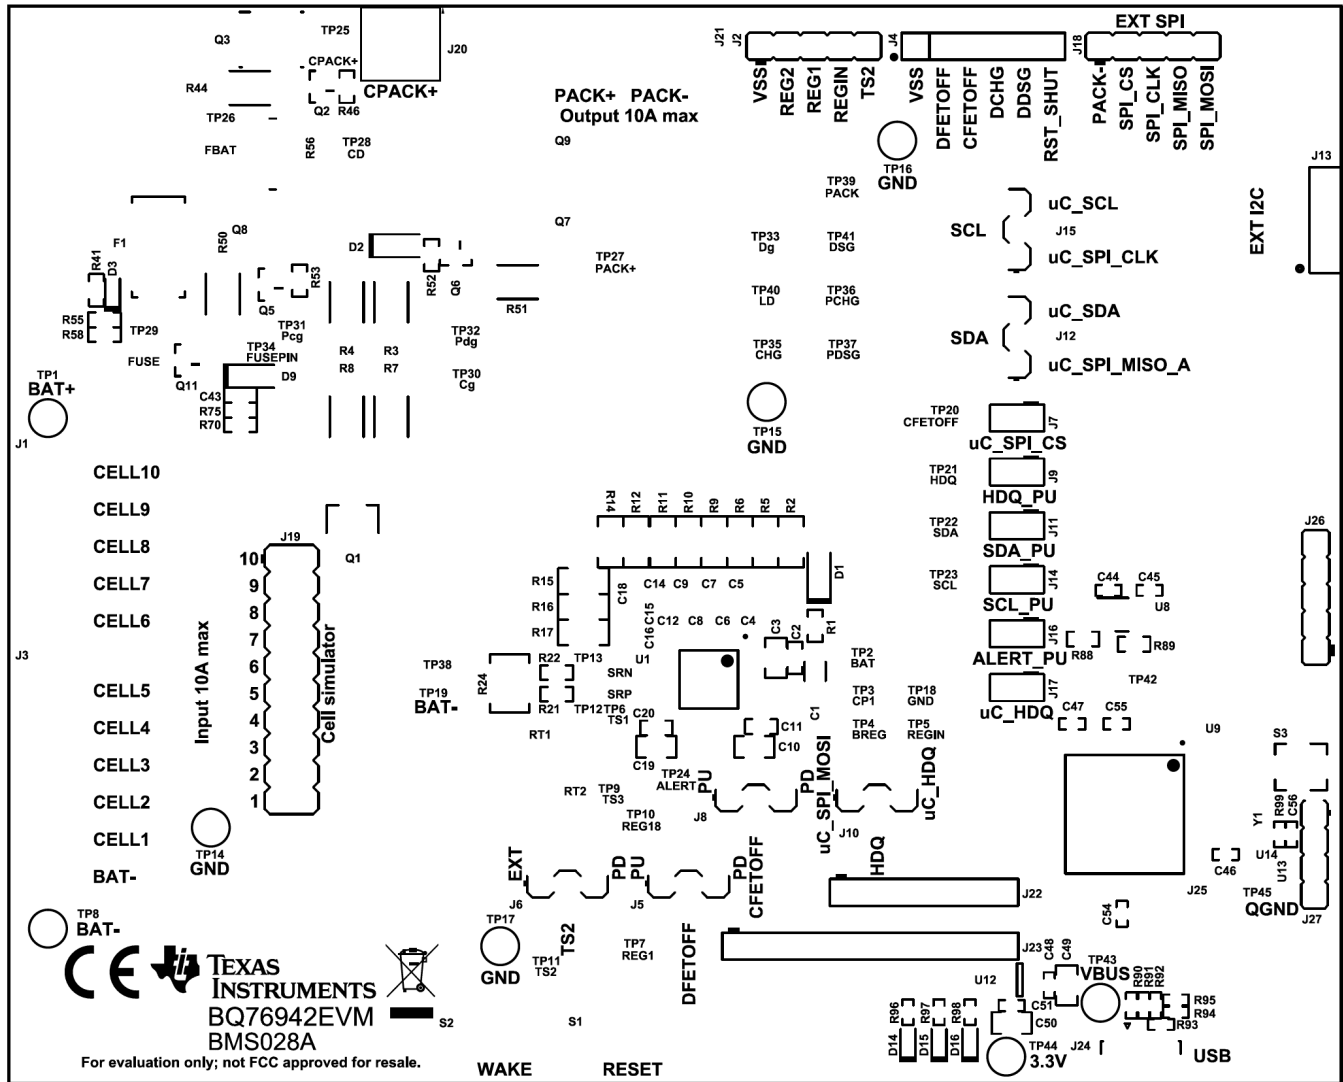 EXT SPI
Q3
TP25
J20
CPACK+
R44
Q2
R46
CPACK+
TP26
FBAT
R56
TP28
CD
PACK+ PACK-
Output 10A max
Q9
J21
J2
VSS
REG2
REG1
REGIN
TS2
J4
VSS
DFETOFF
CFETOFF
DCHG
DDSG
RST_SHUT
J18
PACK-
SPI_CS
SPI_CLK
SPI_MISO
SPI_MOSI
TP16
GND
J13
EXT I2C
TP39
PACK
uC_SCL
SCL
J15
uC_SPI_CLK
Q7
Q8
R50
F1
R41
D3
D2
R52
Q6
TP27
PACK+
R51
TP33
Dg
TP41
DSG
TP40
LD
TP36
PCHG
TP35
CHG
TP37
PDSG
uC_SDA
SDA
J12
uC_SPI_MISO_A
R55
R58
TP29
FUSE
Q5
R53
TP31
Pcg
TP34
FUSEPIN
TP32
Pdg
R4
R3
R8
R7
TP30
Cg
Q11
D9
C43
R75
R70
TP1
BAT+
J1
TP15
GND
TP20
CFETOFF
J7
uC_SPI_CS
TP21
HDQ
J9
HDQ_PU
TP22
SDA
J11
SDA_PU
TP23
SCL
J14
SCL_PU
J16
ALERT_PU
J17
uC_HDQ
CELL10
CELL9
CELL8
CELL7
CELL6
J3
CELL5
CELL4
CELL3
CELL2
CELL1
BAT-
Input 10A max
J19
10
9
8
7
6
5
4
3
2
1
Cell simulator
Q1
R14
R12
R11
R10
R9
R6
R5
R2
R15
R16
R17
C18
C14
C9
C7
C5
D1
C16
C15
C12
C8
C6
C4
C3
C2
R1
U1
TP38
TP19
BAT-
R24
R22
TP13
SRN
SRP
R21
TP12
TP6
TS1
RT1
C20
C19
C11
C10
C1
TP2
BAT
TP3
CP1
TP18
GND
TP4
BREG
TP5
REGIN
C44
C45
U8
R88
R89
TP42
C47
C55
U9
J26
S3
RT2
TP9
TS3
TP24
ALERT
TP10
REG18
PU
J8
PD
uC_SPI_MOSI
J10
uC_HDQ
HDQ
TP14
GND
EXT
J6
PD
TS2
PU
J5
PD
CFETOFF
DFETOFF
J22
J23
Y1
R99
C56
U14
U13
C46
J25
TP45
QGND
J27
C54
TP8
BAT-
TP17
GND
TP11
TS2
TP7
REG1
TEXAS
INSTRUMENTS
BQ76942EVM
BMS028A
For evaluation only; not FCC approved for resale.
S2
S1
WAKE
RESET
U12
C48
C49
TP43
VBUS
R90
R91
R92
R95
R94
R93
R96
R97
R98
C51
C50
D14
D15
D16
TP44
3.3V
J24
USB